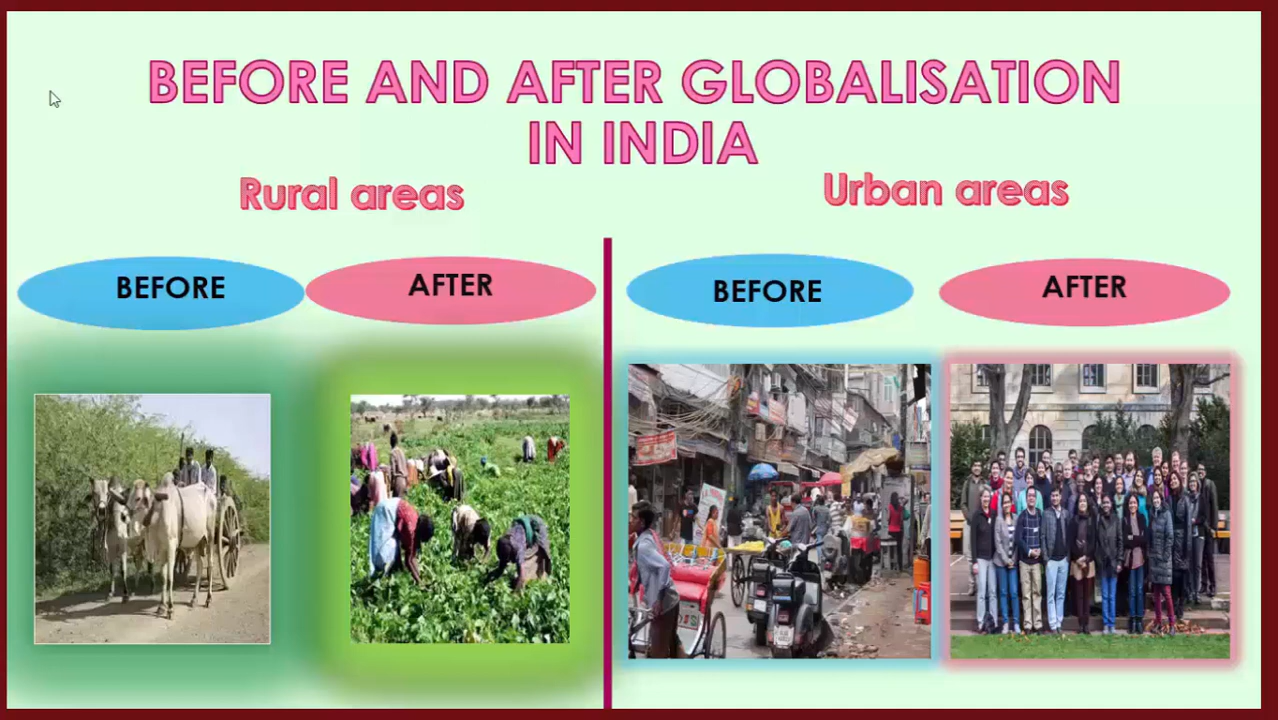 BEFORE AND AFTER GLOBALISATION
IN INDIA
Rural areas
Urban areas
BEFORE
AFTER
BEFORE
AFTER